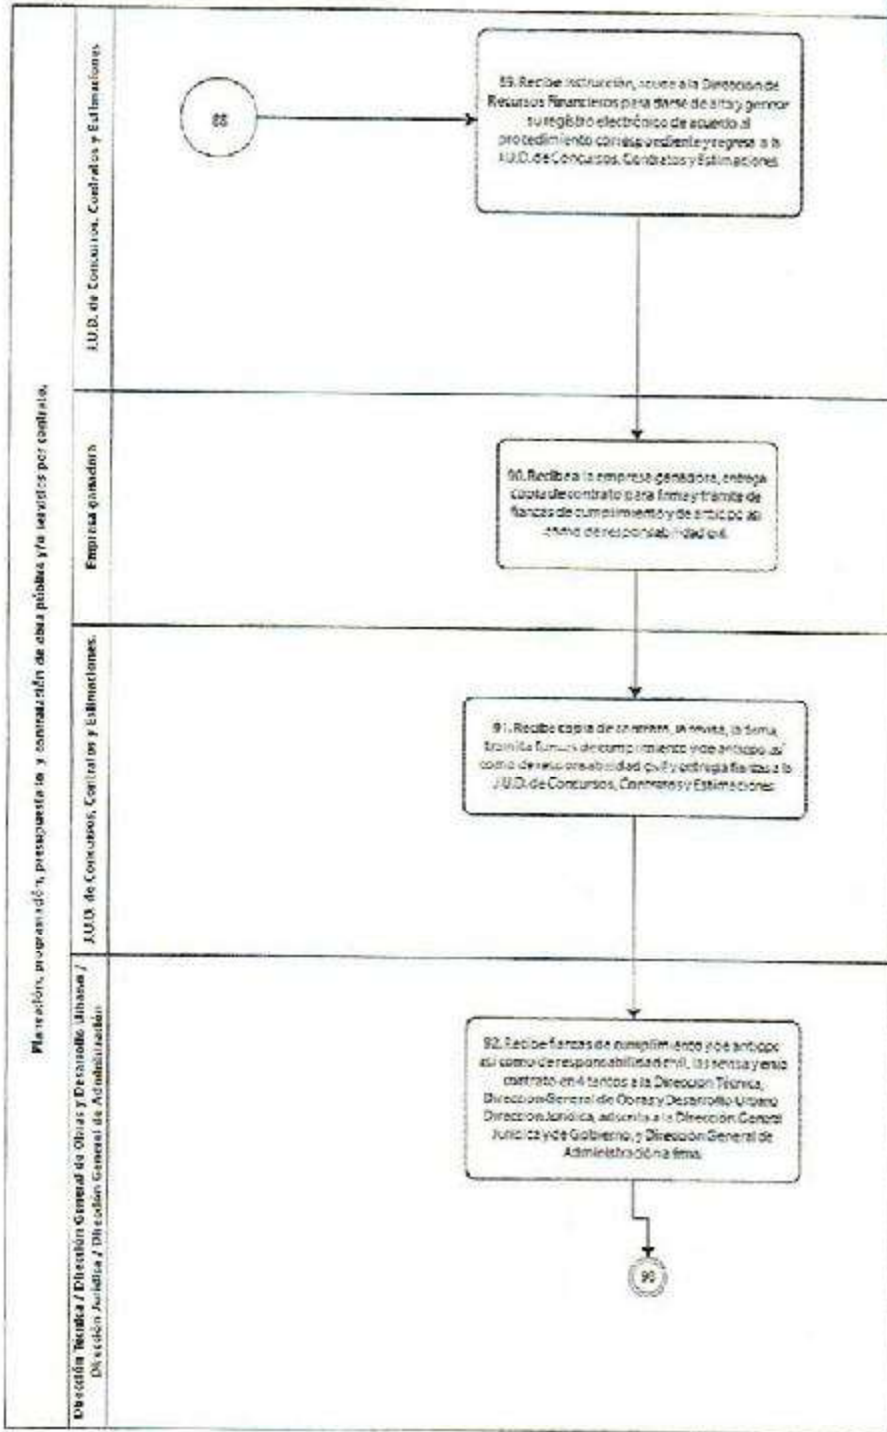 Planeación, programación, presupuestario y contratación de obra pública y/o servicios por contrato.
J.U.D. de Concursos, Contratos y Estimaciones
88
89. Recibe instrucción, acude a la Dirección de
Recursos Financieros para darse de alta y generar
su registro electrónico de acuerdo al
procedimiento correspondiente y regresa a la
J.U.D. de Concursos, Contratos y Estimaciones
Empresa ganadora
90. Recibe a la empresa ganadora, entrega
copia de contrato para firma y trámite de
fianzas de cumplimiento y de anticipo así
como de responsabilidad civil.
J.U.D. de Concursos, Contratos y Estimaciones.
91. Recibe copia de contrato, la revisa, la firma,
tramita fianzas de cumplimiento y de anticipo así
como de responsabilidad civil y entrega fianzas a la
J.U.D. de Concursos, Contratos y Estimaciones
Dirección Técnica / Dirección General de Obras y Desarrollo Urbano /
Dirección Jurídica / Dirección General de Administración
92. Recibe fianzas de cumplimiento y de anticipo
así como de responsabilidad civil, las revisa y envía
contrato en 4 tantos a la Dirección Técnica,
Dirección General de Obras y Desarrollo Urbano
Dirección Jurídica, adscrita a la Dirección General
Jurídica y de Gobierno, y Dirección General de
Administración a firma.